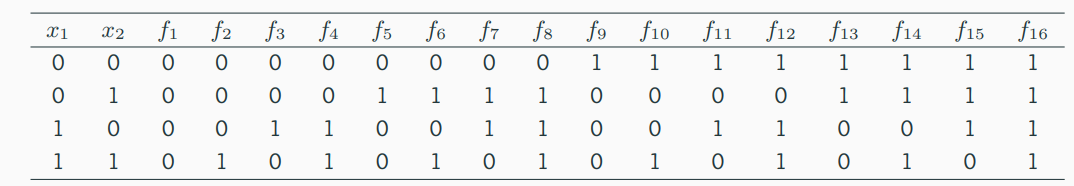 x1 x2 f1 f2 f3 f4 f5 f6 f7 f8 f9 f10 f11 f12 f13 f14 f15 f16
0 0 0 0 0 0 0 0 0 0 1 1 1 1 1 1 1 1
0 1 0 0 0 0 1 1 1 1 0 0 0 0 1 1 1 1
1 0 0 0 1 1 0 0 1 1 0 0 1 1 0 0 1 1
1 1 0 1 0 1 0 1 0 1 0 1 0 1 0 1 0 1